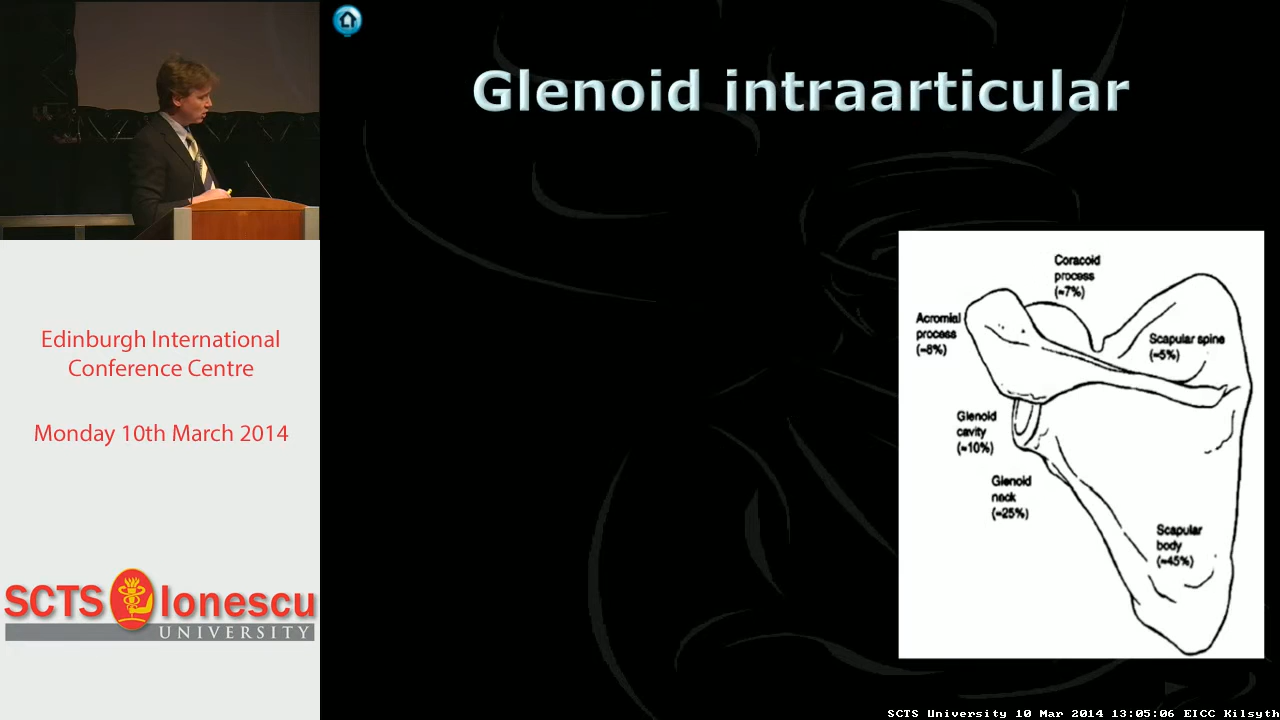 Glenoid intraarticular
Coracoid
process
(≈7%)
Acromial
process
(≈8%)
Scapular spine
(≈5%)
Glenoid
cavity
(≈10%)
Glenoid
neck
(≈25%)
Scapular
body
(≈45%)
Edinburgh International
Conference Centre
Monday 10th March 2014
SCTS Ionescu
UNIVERSITY
SCTS University 10 Mar 2014 13:05:06 EICC Kilsyth